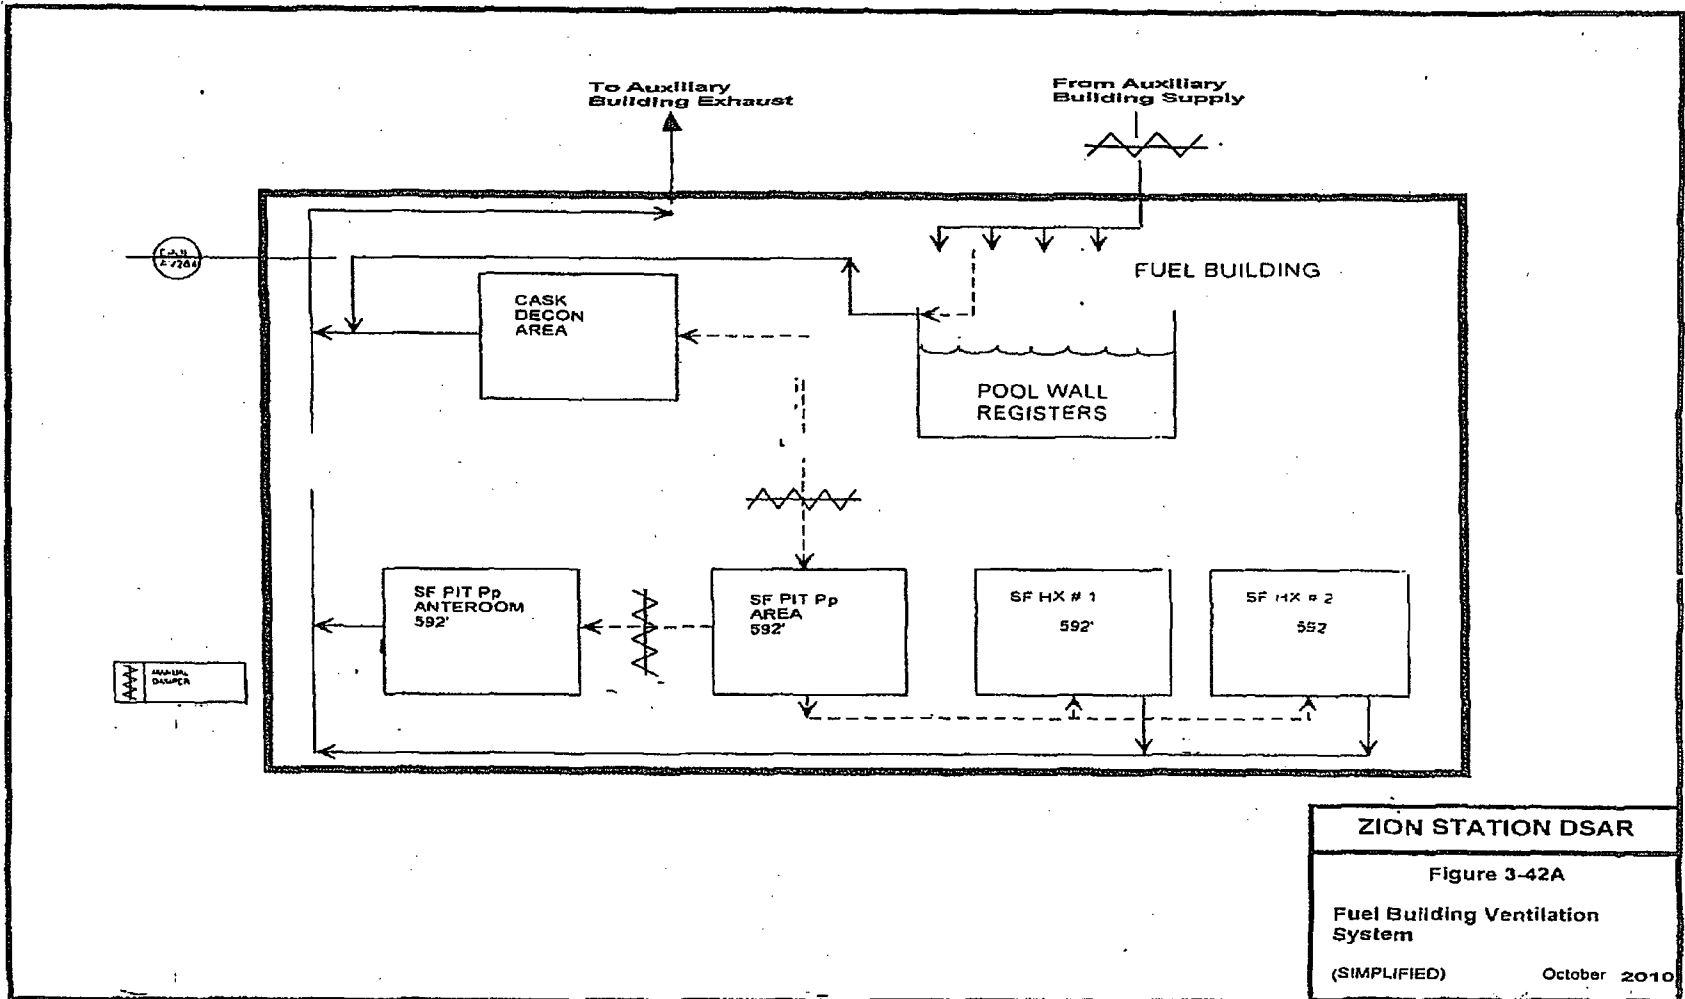 To Auxiliary
Building Exhaust
From Auxiliary
Building Supply
FUEL BUILDING
CASK
DECON
AREA
POOL WALL
REGISTERS
SF PIT Pp
ANTEROOM
592'
SF PIT Pp
AREA
592'
SF HX # 1
592'
SF HX # 2
592
MANUAL
DAMPER
ZION STATION DSAR
Figure 3-42A
Fuel Building Ventilation
System
(SIMPLIFIED)
October 2010